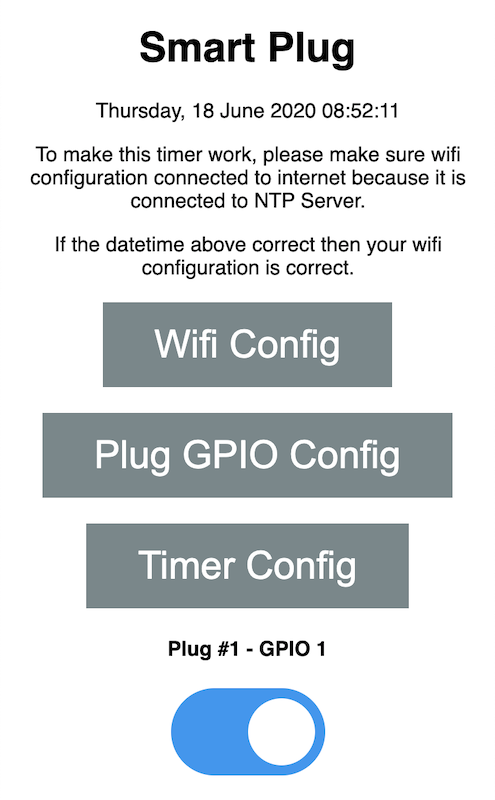 Smart Plug
Thursday, 18 June 2020 08:52:11
To make this timer work, please make sure wifi
configuration connected to internet because it is
connected to NTP Server.
If the datetime above correct then your wifi
configuration is correct.
Wifi Config
Plug GPIO Config
Timer Config
Plug #1 - GPIO 1